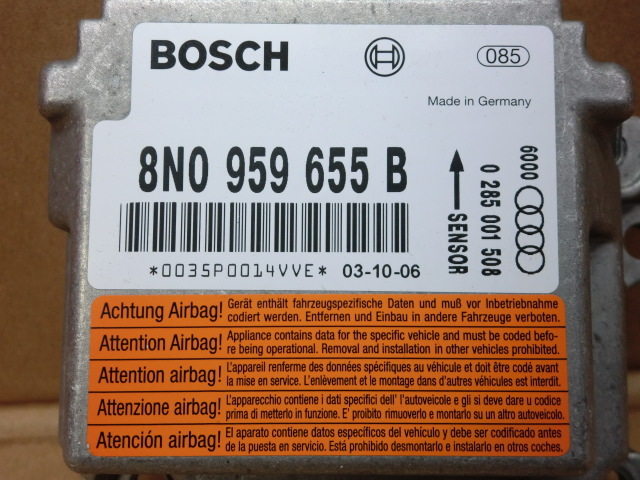 BOSCH
085
Made in Germany
8N0 959 655 B
*0035P0014VVE* 03-10-06
SENSOR
0 285 001 508
6000
Achtung Airbag! Gerät enthält fahrzeugspezifische Daten und muß vor Inbetriebnahme
codiert werden. Entfernen und Einbau in andere Fahrzeuge verboten.
Attention Airbag! Appliance contains data for the specific vehicle and must be coded befo-
re being operational. Removal and installation in other vehicles prohibited.
Attention airbag! L'appareil renferme des données spécifiques au véhicule et doit être codé avant
la mise en service. L'enlèvement et le montage dans d'autres véhicules est interdit.
Attenzione airbag! L'apparecchio contiene i dati specifici dell' l'autoveicole e gli si deve dare u codice
prima di metterlo in funzione. E' proibito rimuoverlo e montarlo su un altro autoveicolo.
Atención airbag! El aparato contiene datos específicos del vehículo y debe ser codificado antes
de la puesta en servicio. Está prohibido desmontarlo e instalarlo en otros coches.